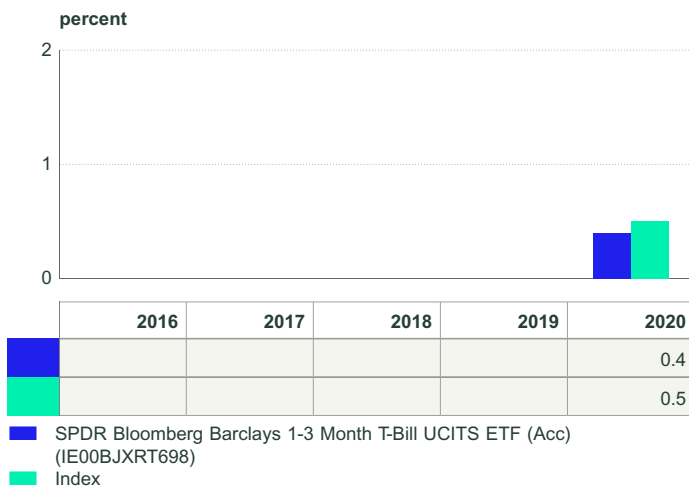 percent
2
1
0
2016 2017 2018 2019 2020
0.4
0.5
SPDR Bloomberg Barclays 1-3 Month T-Bill UCITS ETF (Acc)
(IE00BJXRT698)
Index